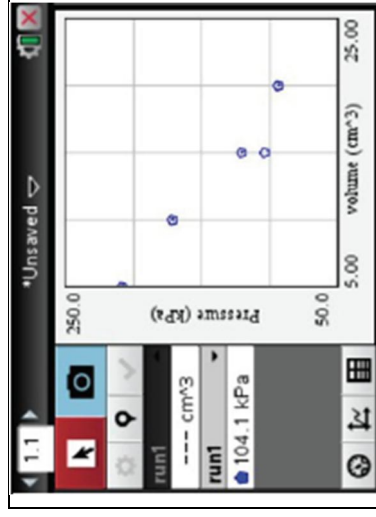 1.1
*Unsaved
run1
--- cm^3
run1
104.1 kPa
250.0
Pressure (kPa)
50.0
5.00
volume (cm^3)
25.00